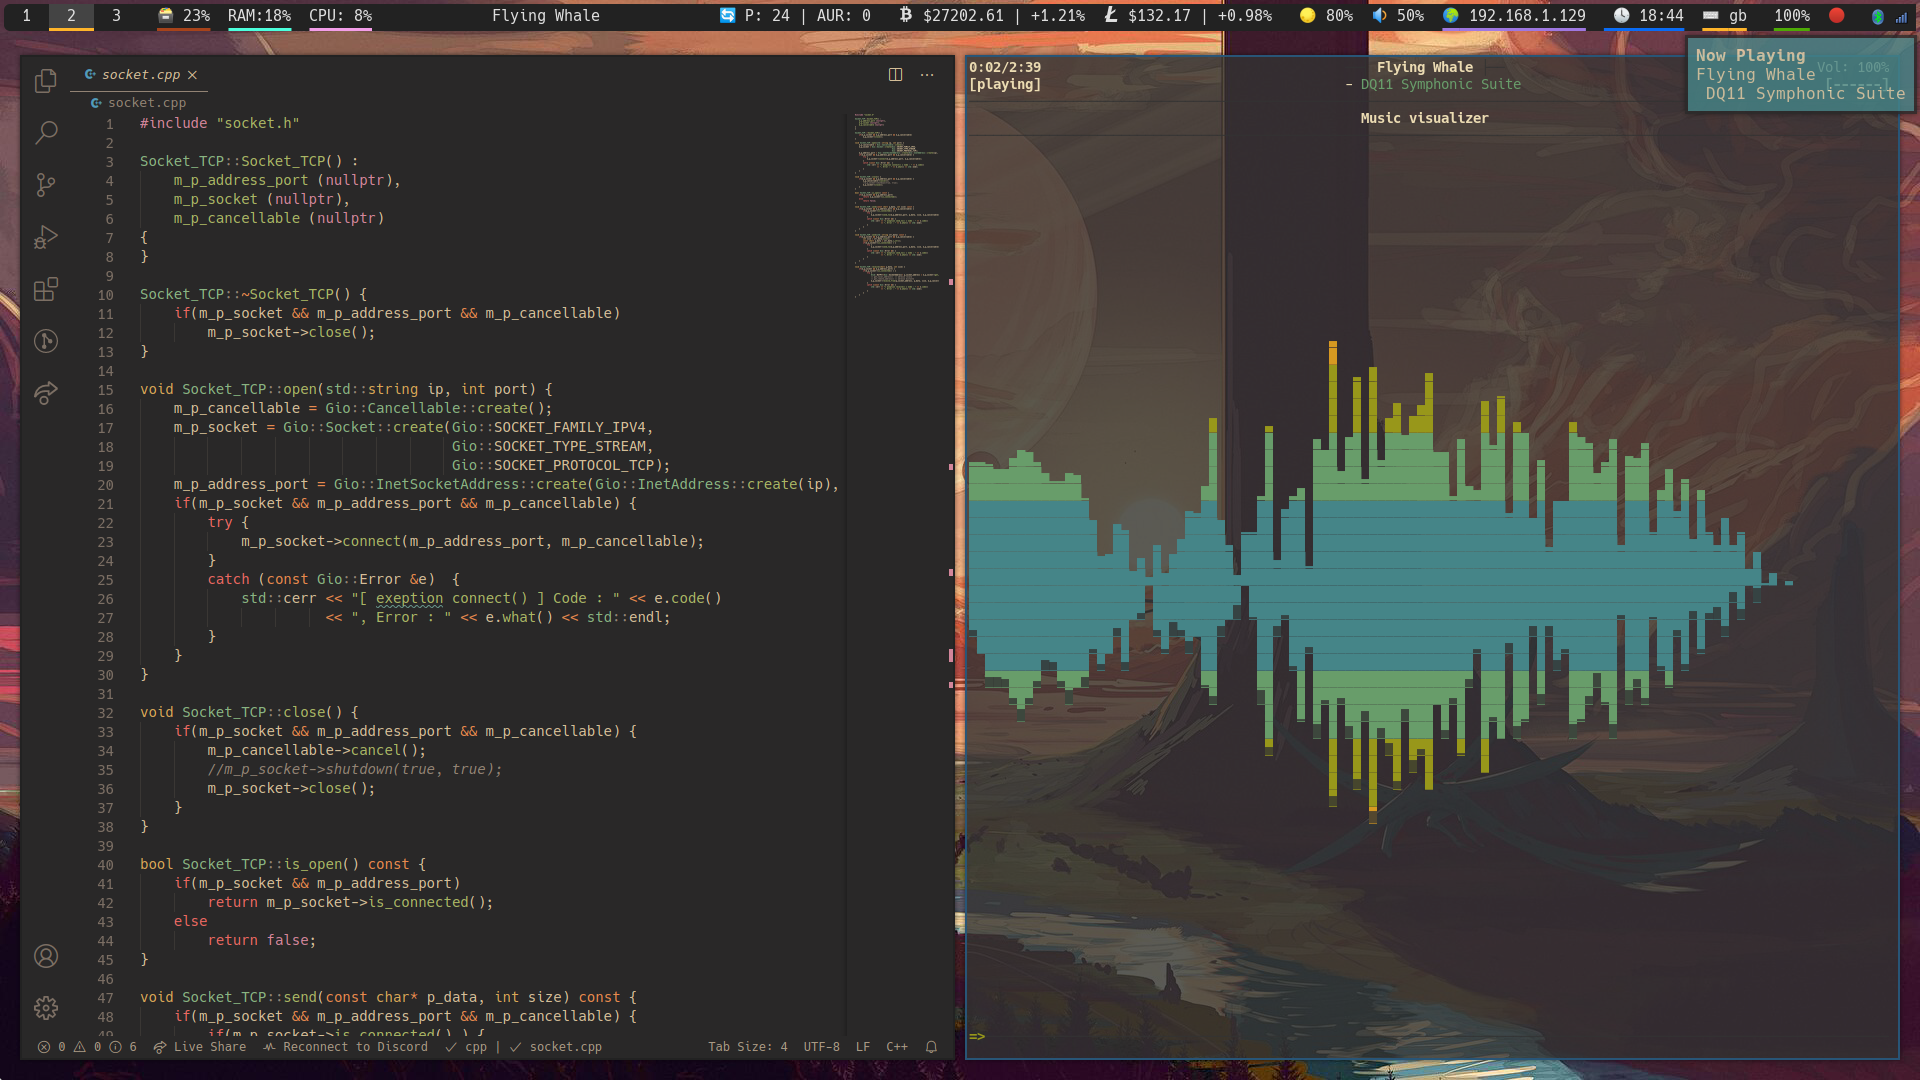 1 2 3 23% RAM:18% CPU: 8% Flying Whale P: 24 | AUR: 0 $27202.61 | +1.21% $132.17 | +0.98% 80% 50% 192.168.1.129 18:44 gb 100%
socket.cpp
socket.cpp
1 #include "socket.h"
2
3 Socket_TCP::Socket_TCP() :
4 m_p_address_port (nullptr),
5 m_p_socket (nullptr),
6 m_p_cancellable (nullptr)
7 {
8 }
9
10 Socket_TCP::~Socket_TCP() {
11 if(m_p_socket && m_p_address_port && m_p_cancellable)
12 m_p_socket->close();
13 }
14
15 void Socket_TCP::open(std::string ip, int port) {
16 m_p_cancellable = Gio::Cancellable::create();
17 m_p_socket = Gio::Socket::create(Gio::SOCKET_FAMILY_IPV4,
18 Gio::SOCKET_TYPE_STREAM,
19 Gio::SOCKET_PROTOCOL_TCP);
20 m_p_address_port = Gio::InetSocketAddress::create(Gio::InetAddress::create(ip),
21 if(m_p_socket && m_p_address_port && m_p_cancellable) {
22 try {
23 m_p_socket->connect(m_p_address_port, m_p_cancellable);
24 }
25 catch (const Gio::Error &e) {
26 std::cerr << "[ exeption connect() ] Code : " << e.code()
27 << ", Error : " << e.what() << std::endl;
28 }
29 }
30 }
31
32 void Socket_TCP::close() {
33 if(m_p_socket && m_p_address_port && m_p_cancellable) {
34 m_p_cancellable->cancel();
35 //m_p_socket->shutdown(true, true);
36 m_p_socket->close();
37 }
38 }
39
40 bool Socket_TCP::is_open() const {
41 if(m_p_socket && m_p_address_port)
42 return m_p_socket->is_connected();
43 else
44 return false;
45 }
46
47 void Socket_TCP::send(const char* p_data, int size) const {
48 if(m_p_socket && m_p_address_port && m_p_cancellable) {
49 if(m_p_socket->is_connected() ) {
0 0 6 Live Share Reconnect to Discord cpp | socket.cpp Tab Size: 4 UTF-8 LF C++
0:02/2:39 Flying Whale Vol: 100%
[playing] - DQ11 Symphonic Suite [------]
Music visualizer
=>
Now Playing
Flying Whale
DQ11 Symphonic Suite